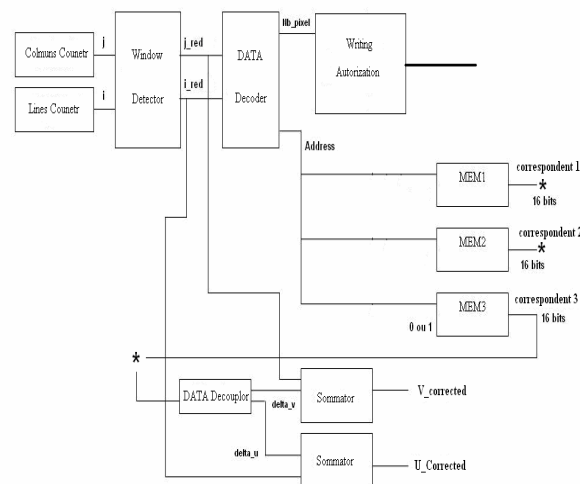 j
Colmuns Counetr
Lines Counetr
i
Window
Detector
j_red
i_red
DATA
Decoder
lib_pixel
Writing
Autorization
Address
MEM1
correspondent 1
*
16 bits
MEM2
correspondent 2
*
16 bits
MEM3
correspondent 3
16 bits
0 ou 1
*
DATA Decouplor
delta_v
Sommator
V_corrected
delta_u
Sommator
U_Corrected